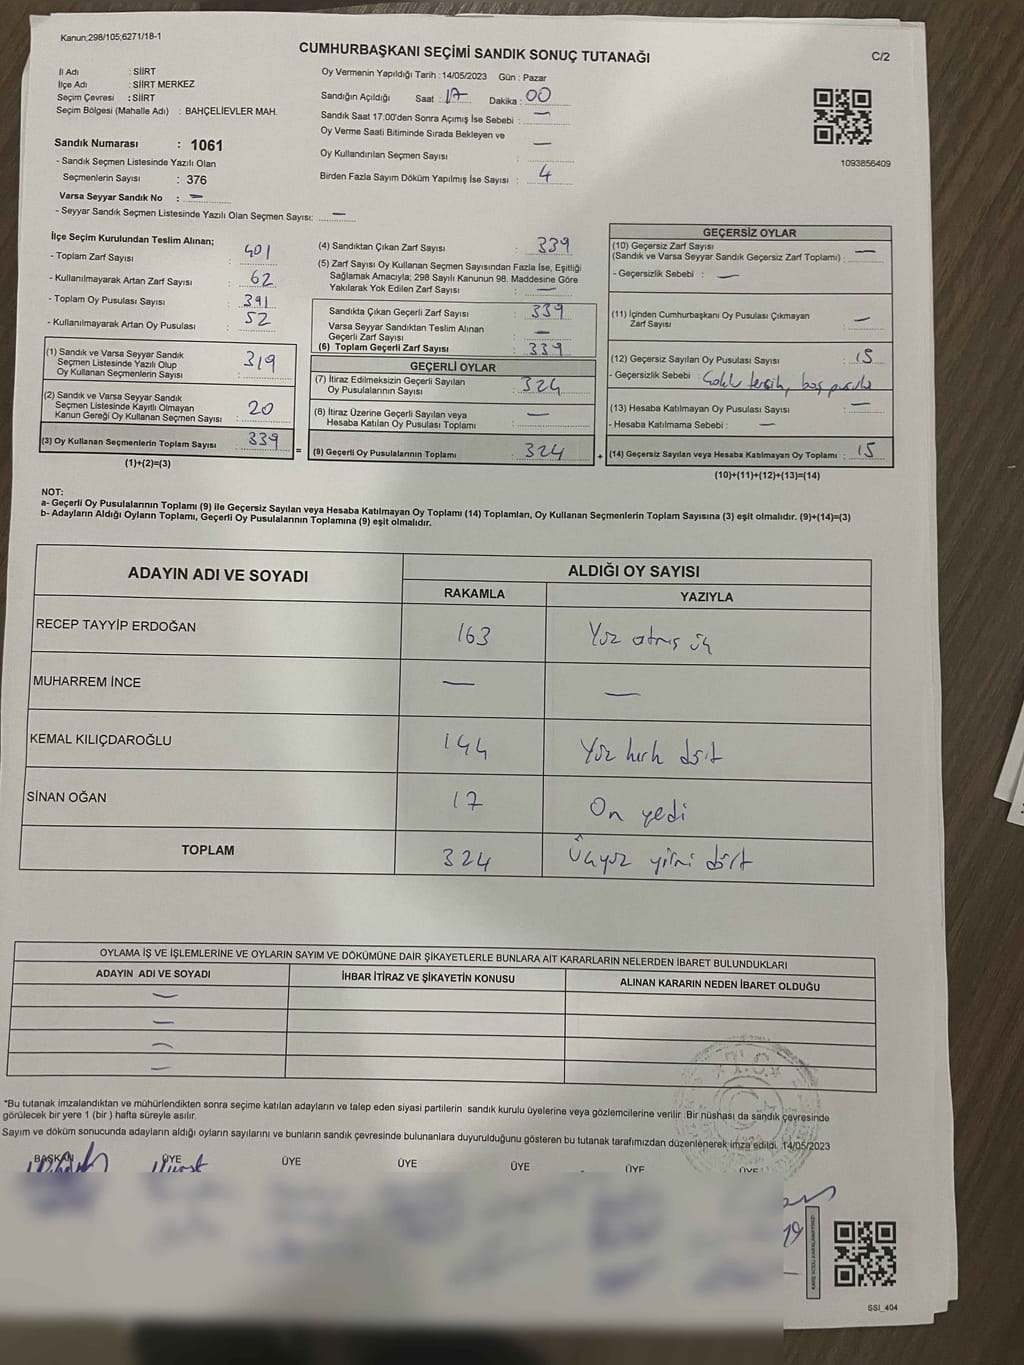 Kanun;298/105;6271/18-1
CUMHURBAŞKANI SEÇİMİ SANDIK SONUÇ TUTANAĞI
C/2
İl Adı : SİİRT
İlçe Adı : SİİRT MERKEZ
Seçim Çevresi : SİİRT
Seçim Bölgesi (Mahalle Adı) : BAHÇELİEVLER MAH.
Sandık Numarası : 1061
- Sandık Seçmen Listesinde Yazılı Olan
Seçmenlerin Sayısı : 376
Varsa Seyyar Sandık No : —
- Seyyar Sandık Seçmen Listesinde Yazılı Olan Seçmen Sayısı: —
Oy Vermenin Yapıldığı Tarih : 14/05/2023 Gün : Pazar
Sandığın Açıldığı Saat : 17 Dakika : 00
Sandık Saat 17.00'den Sonra Açımış İse Sebebi : —
Oy Verme Saati Bitiminde Sırada Bekleyen ve
Oy Kullandırılan Seçmen Sayısı : —
Birden Fazla Sayım Döküm Yapılmış İse Sayısı : 4
1093856409
İlçe Seçim Kurulundan Teslim Alınan;
- Toplam Zarf Sayısı : 401
- Kullanılmayarak Artan Zarf Sayısı : 62
- Toplam Oy Pusulası Sayısı : 391
- Kullanılmayarak Artan Oy Pusulası : 52
(1) Sandık ve Varsa Seyyar Sandık
Seçmen Listesinde Yazılı Olup
Oy Kullanan Seçmenlerin Sayısı : 319
(2) Sandık ve Varsa Seyyar Sandık
Seçmen Listesinde Kayıtlı Olmayan
Kanun Gereği Oy Kullanan Seçmen Sayısı : 20
(3) Oy Kullanan Seçmenlerin Toplam Sayısı : 339
(1)+(2)=(3)
(4) Sandıktan Çıkan Zarf Sayısı : 339
(5) Zarf Sayısı Oy Kullanan Seçmen Sayısından Fazla İse, Eşitliği
Sağlamak Amacıyla; 298 Sayılı Kanunun 98. Maddesine Göre
Yakılarak Yok Edilen Zarf Sayısı : —
Sandıkta Çıkan Geçerli Zarf Sayısı : 339
Varsa Seyyar Sandıktan Teslim Alınan
Geçerli Zarf Sayısı : —
(6) Toplam Geçerli Zarf Sayısı : 339
GEÇERLİ OYLAR
(7) İtiraz Edilmeksizin Geçerli Sayılan
Oy Pusulalarının Sayısı : 324
(8) İtiraz Üzerine Geçerli Sayılan veya
Hesaba Katılan Oy Pusulası Toplamı : —
= (9) Geçerli Oy Pusulalarının Toplamı : 324
GEÇERSİZ OYLAR
(10) Geçersiz Zarf Sayısı
(Sandık ve Varsa Seyyar Sandık Geçersiz Zarf Toplamı) : —
- Geçersizlik Sebebi : —
(11) İçinden Cumhurbaşkanı Oy Pusulası Çıkmayan
Zarf Sayısı : —
(12) Geçersiz Sayılan Oy Pusulası Sayısı : 15
- Geçersizlik Sebebi : Çoklu tercih, boş pusula
(13) Hesaba Katılmayan Oy Pusulası Sayısı : —
- Hesaba Katılmama Sebebi : —
+ (14) Geçersiz Sayılan veya Hesaba Katılmayan Oy Toplamı : 15
(10)+(11)+(12)+(13)=(14)
NOT:
a- Geçerli Oy Pusulalarının Toplamı (9) ile Geçersiz Sayılan veya Hesaba Katılmayan Oy Toplamı (14) Toplamları, Oy Kullanan Seçmenlerin Toplam Sayısına (3) eşit olmalıdır. (9)+(14)=(3)
b- Adayların Aldığı Oyların Toplamı, Geçerli Oy Pusulalarının Toplamına (9) eşit olmalıdır.
ADAYIN ADI VE SOYADI
ALDIĞI OY SAYISI
RAKAMLA YAZIYLA
RECEP TAYYİP ERDOĞAN 163 Yüz atmış üç
MUHARREM İNCE — —
KEMAL KILIÇDAROĞLU 144 Yüz kırk dört
SİNAN OĞAN 17 On yedi
TOPLAM 324 Üçyüz yirmi dört
OYLAMA İŞ VE İŞLEMLERİNE VE OYLARIN SAYIM VE DÖKÜMÜNE DAİR ŞİKAYETLERLE BUNLARA AİT KARARLARIN NELERDEN İBARET BULUNDUKLARI
ADAYIN ADI VE SOYADI İHBAR İTİRAZ VE ŞİKAYETİN KONUSU ALINAN KARARIN NEDEN İBARET OLDUĞU
—
—
—
—
*Bu tutanak imzalandıktan ve mühürlendikten sonra seçime katılan adayların ve talep eden siyasi partilerin sandık kurulu üyelerine veya gözlemcilerine verilir. Bir nüshası da sandık çevresinde
görülecek bir yere 1 (bir) hafta süreyle asılır.
Sayım ve döküm sonucunda adayların aldığı oyların sayılarını ve bunların sandık çevresinde bulunanlara duyurulduğunu gösteren bu tutanak tarafımızdan düzenlenerek imza edildi. 14/05/2023
BAŞKAN ÜYE ÜYE ÜYE ÜYE ÜYE ÜYE
SSI_404